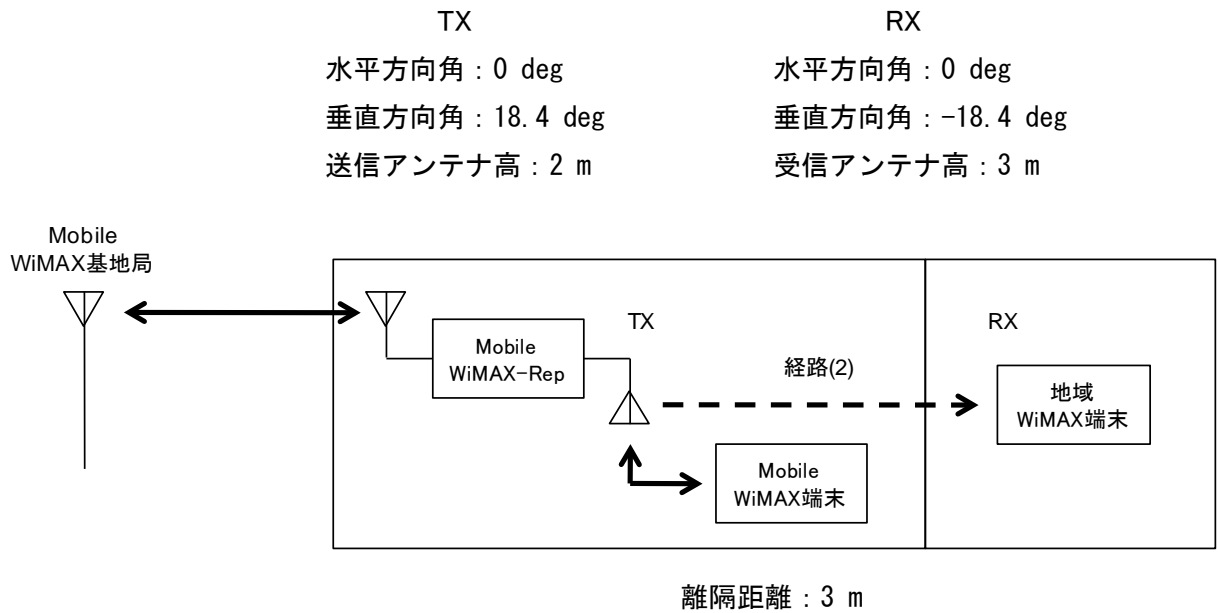 TX
RX
水平方向角：0 deg
水平方向角：0 deg
垂直方向角：18.4 deg
垂直方向角：-18.4 deg
送信アンテナ高：2 m
受信アンテナ高：3 m
Mobile
WiMAX基地局
Mobile
WiMAX-Rep
TX
経路(2)
RX
地域
WiMAX端末
Mobile
WiMAX端末
離隔距離：3 m